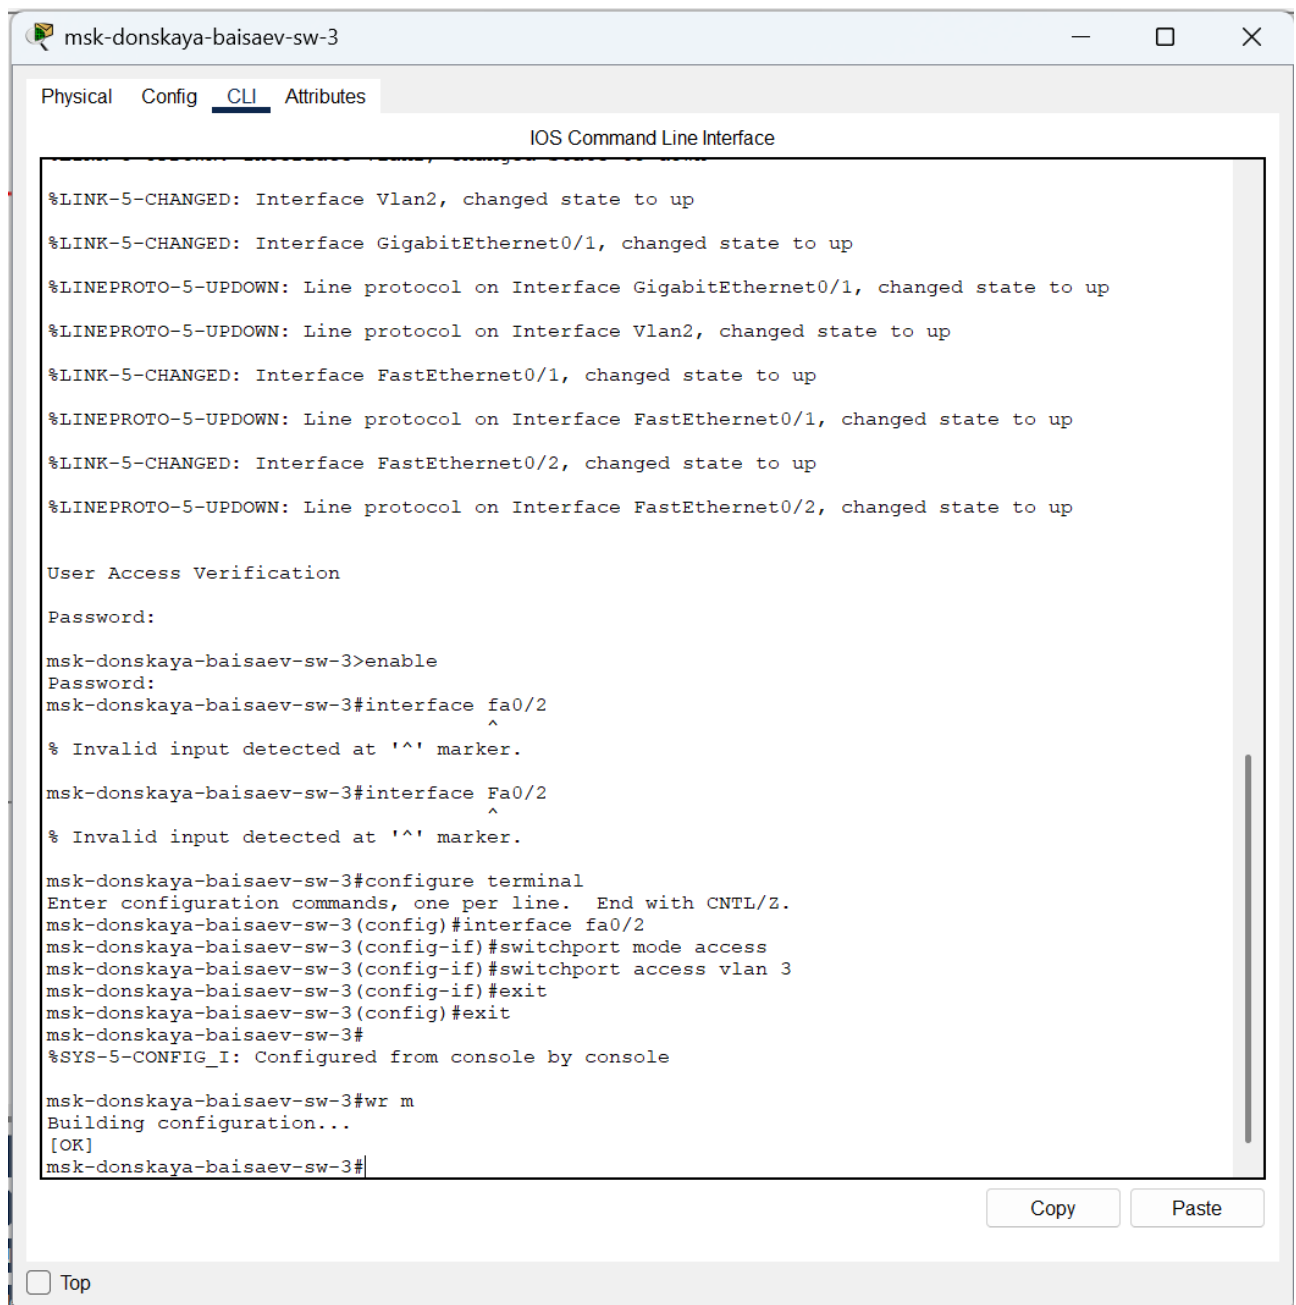 msk-donskaya-baisaev-sw-3
Physical Config CLI Attributes
IOS Command Line Interface
%LINK-5-CHANGED: Interface Vlan2, changed state to up
%LINK-5-CHANGED: Interface GigabitEthernet0/1, changed state to up
%LINEPROTO-5-UPDOWN: Line protocol on Interface GigabitEthernet0/1, changed state to up
%LINEPROTO-5-UPDOWN: Line protocol on Interface Vlan2, changed state to up
%LINK-5-CHANGED: Interface FastEthernet0/1, changed state to up
%LINEPROTO-5-UPDOWN: Line protocol on Interface FastEthernet0/1, changed state to up
%LINK-5-CHANGED: Interface FastEthernet0/2, changed state to up
%LINEPROTO-5-UPDOWN: Line protocol on Interface FastEthernet0/2, changed state to up
User Access Verification
Password:
msk-donskaya-baisaev-sw-3>enable
Password:
msk-donskaya-baisaev-sw-3#interface fa0/2
^
% Invalid input detected at '^' marker.
msk-donskaya-baisaev-sw-3#interface Fa0/2
^
% Invalid input detected at '^' marker.
msk-donskaya-baisaev-sw-3#configure terminal
Enter configuration commands, one per line.  End with CNTL/Z.
msk-donskaya-baisaev-sw-3(config)#interface fa0/2
msk-donskaya-baisaev-sw-3(config-if)#switchport mode access
msk-donskaya-baisaev-sw-3(config-if)#switchport access vlan 3
msk-donskaya-baisaev-sw-3(config-if)#exit
msk-donskaya-baisaev-sw-3(config)#exit
msk-donskaya-baisaev-sw-3#
%SYS-5-CONFIG_I: Configured from console by console
msk-donskaya-baisaev-sw-3#wr m
Building configuration...
[OK]
msk-donskaya-baisaev-sw-3#
Copy Paste
Top